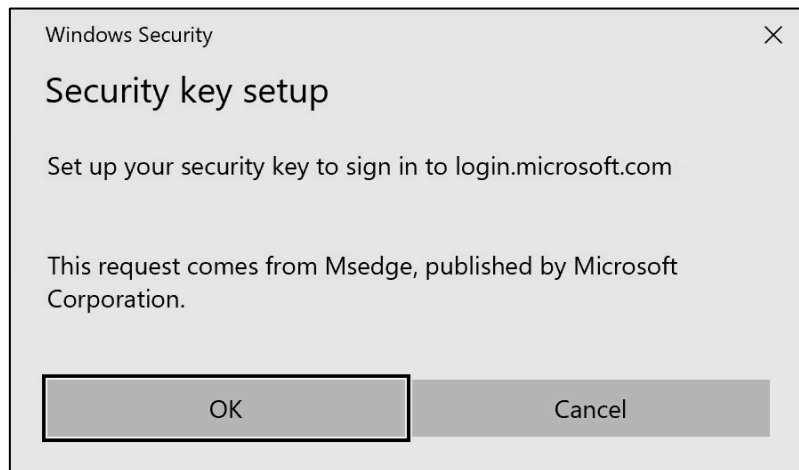 Windows Security
Security key setup
Set up your security key to sign in to login.microsoft.com
This request comes from Msedge, published by Microsoft
Corporation.
OK
Cancel